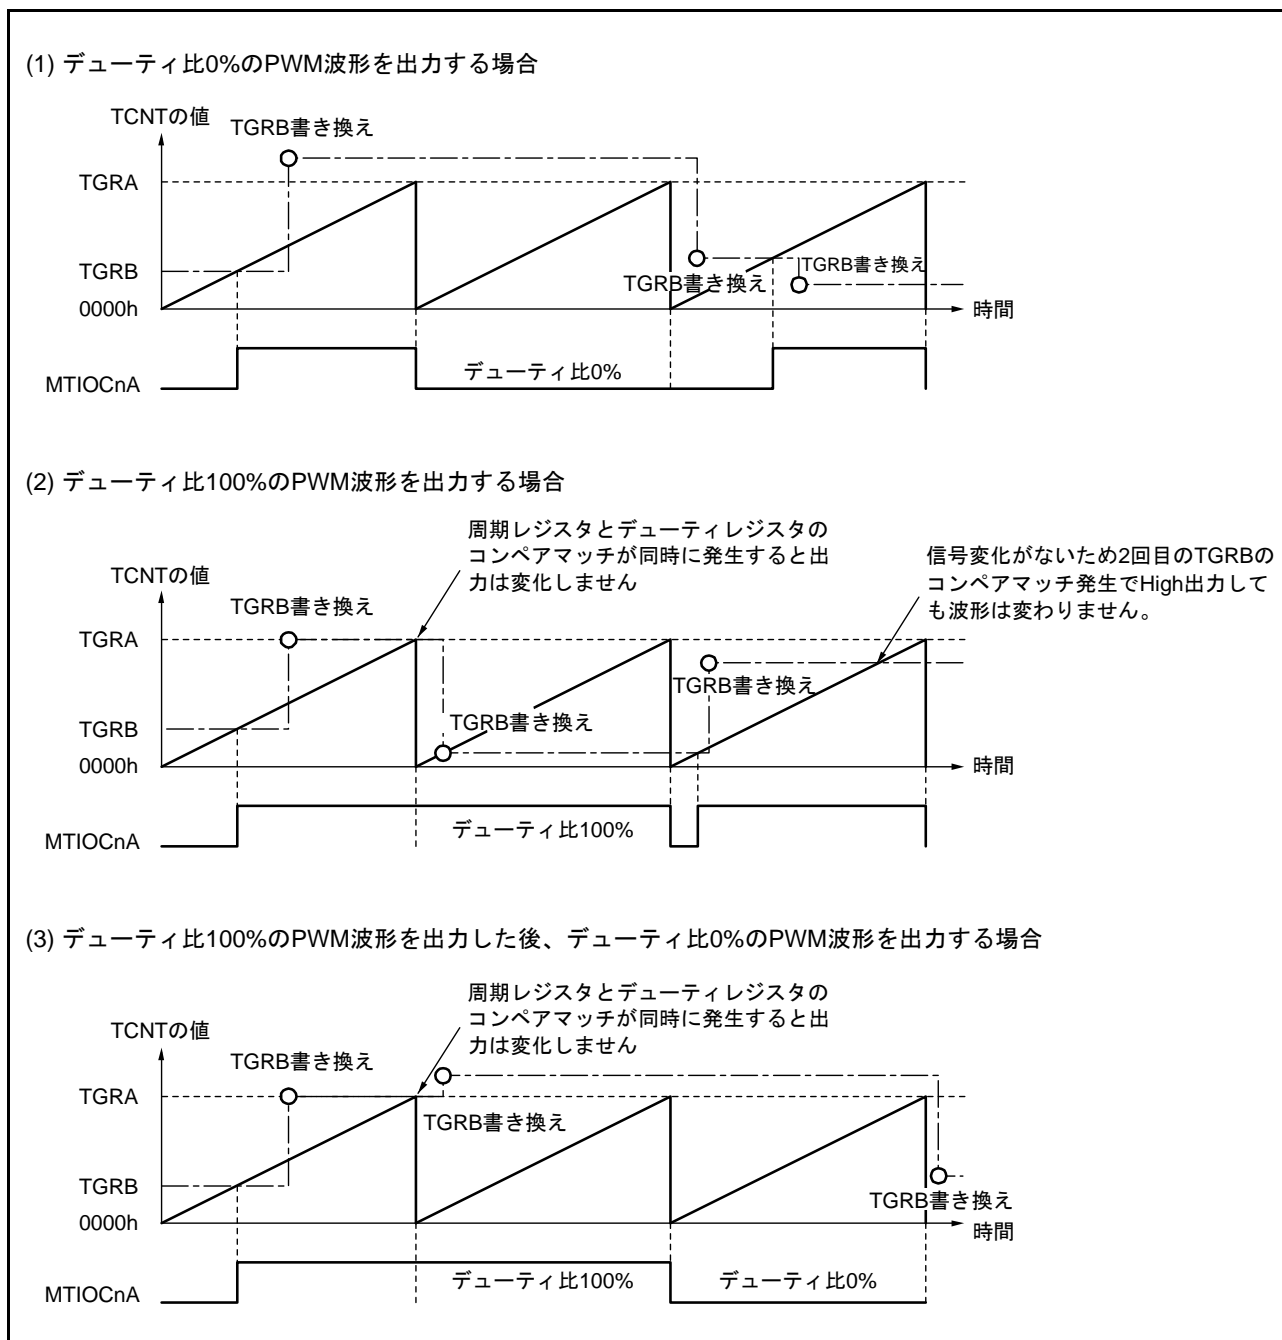 (1) デューティ比0%のPWM波形を出力する場合
TCNTの値
TGRB書き換え
TGRA
TGRB
TGRB書き換え
TGRB書き換え
0000h
時間
デューティ比0%
MTIOCnA
(2) デューティ比100%のPWM波形を出力する場合
周期レジスタとデューティレジスタの
コンペアマッチが同時に発生すると出
力は変化しません
信号変化がないため2回目のTGRBの
コンペアマッチ発生でHigh出力して
も波形は変わりません。
TCNTの値
TGRB書き換え
TGRA
TGRB書き換え
TGRB
TGRB書き換え
0000h
時間
デューティ比100%
MTIOCnA
(3) デューティ比100%のPWM波形を出力した後、デューティ比0%のPWM波形を出力する場合
周期レジスタとデューティレジスタの
コンペアマッチが同時に発生すると出
力は変化しません
TCNTの値
TGRB書き換え
TGRA
TGRB書き換え
TGRB
TGRB書き換え
0000h
時間
デューティ比100%
デューティ比0%
MTIOCnA